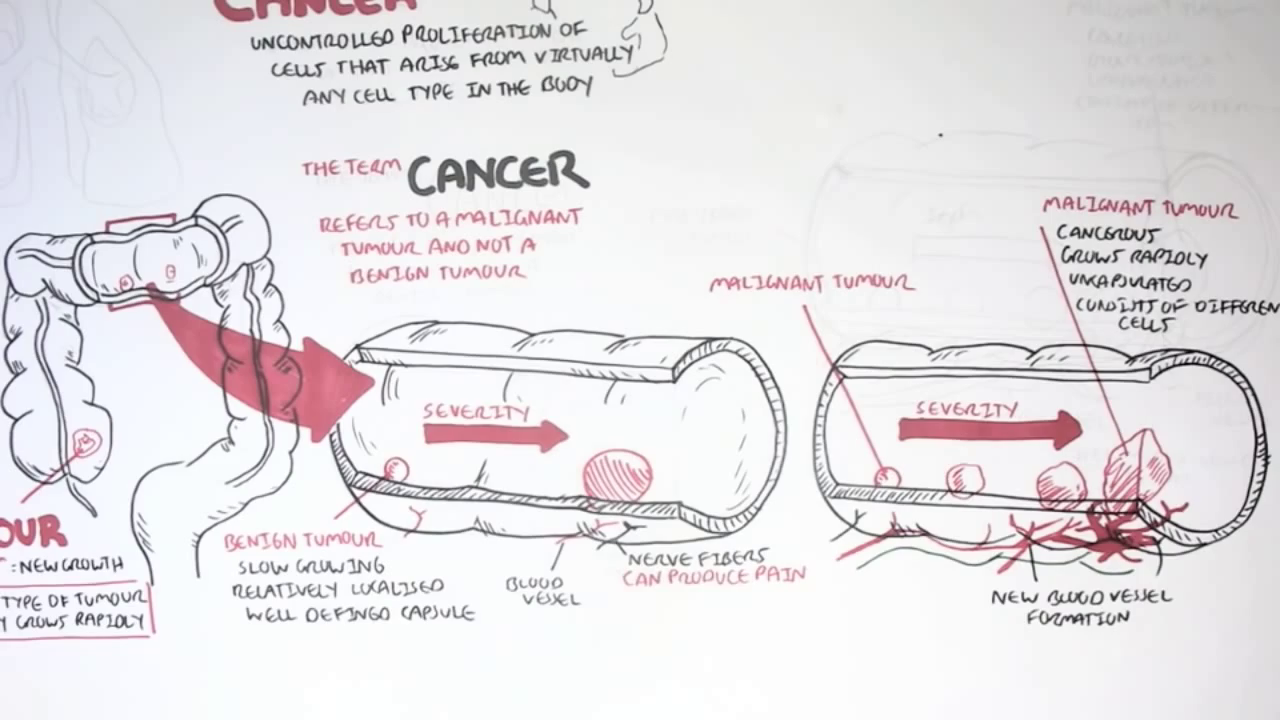 CANCER
UNCONTROLLED PROLIFERATION OF
CELLS THAT ARISE FROM VIRTUALLY
ANY CELL TYPE IN THE BODY
THE TERM CANCER
REFERS TO A MALIGNANT
TUMOUR AND NOT A
BENIGN TUMOUR
MALIGNANT TUMOUR
MALIGNANT TUMOUR
CANCEROUS
GROWS RAPIDLY
UNCAPSULATED
CONSISTS OF DIFFEREN
CELLS
SEVERITY
SEVERITY
OUR
: NEW GROWTH
TYPE OF TUMOUR
Y GROWS RAPIDLY
BENIGN TUMOUR
SLOW GROWING
RELATIVELY LOCALISED
WELL DEFINGD CAPSULE
BLOOD
VESSEL
NERVE FIBERS
CAN PRODUCE PAIN
NEW BLOOD VESSEL
FORMATION